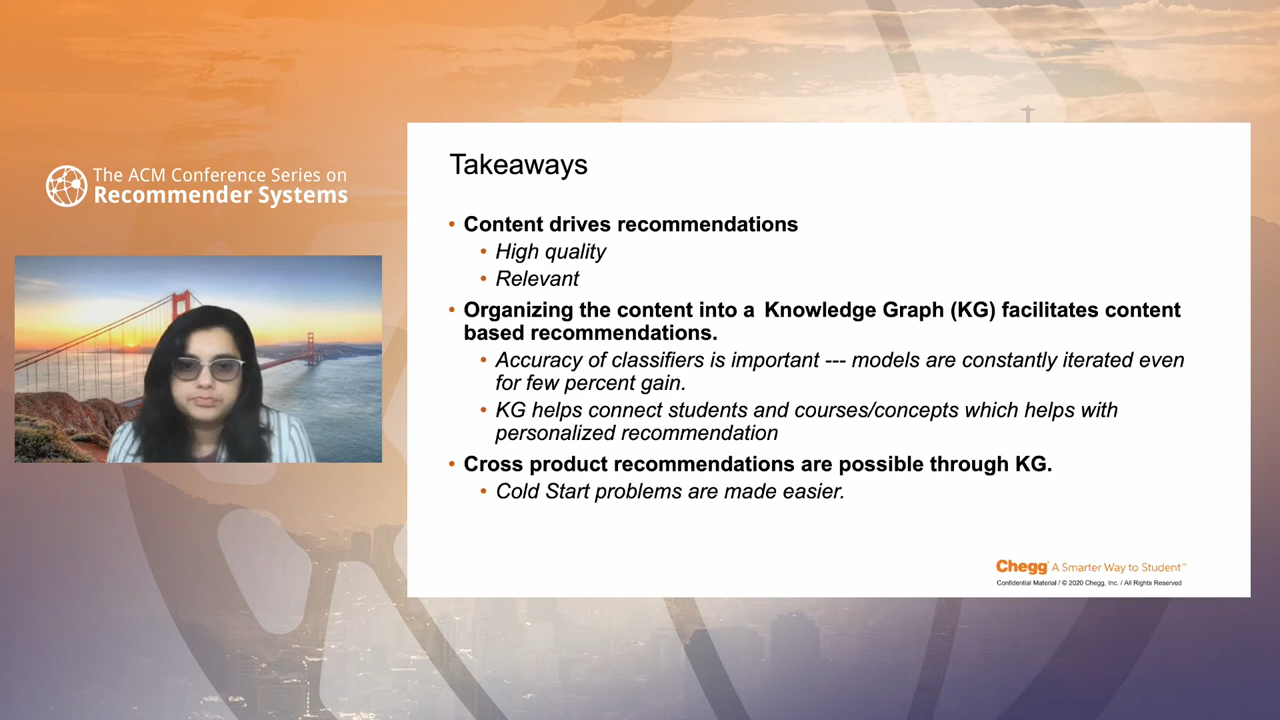 The ACM Conference Series on
Recommender Systems
Takeaways
• Content drives recommendations
• High quality
• Relevant
• Organizing the content into a Knowledge Graph (KG) facilitates content
based recommendations.
• Accuracy of classifiers is important --- models are constantly iterated even
for few percent gain.
• KG helps connect students and courses/concepts which helps with
personalized recommendation
• Cross product recommendations are possible through KG.
• Cold Start problems are made easier.
Chegg A Smarter Way to Student™
Confidential Material / © 2020 Chegg, Inc. / All Rights Reserved